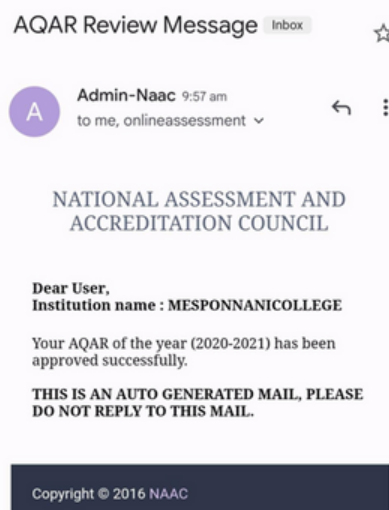 AQAR Review Message Inbox
A
Admin-Naac 9:57 am
to me, onlineassessment
NATIONAL ASSESSMENT AND
ACCREDITATION COUNCIL
Dear User,
Institution name : MESPONNANICOLLEGE
Your AQAR of the year (2020-2021) has been
approved successfully.
THIS IS AN AUTO GENERATED MAIL, PLEASE
DO NOT REPLY TO THIS MAIL.
Copyright © 2016 NAAC